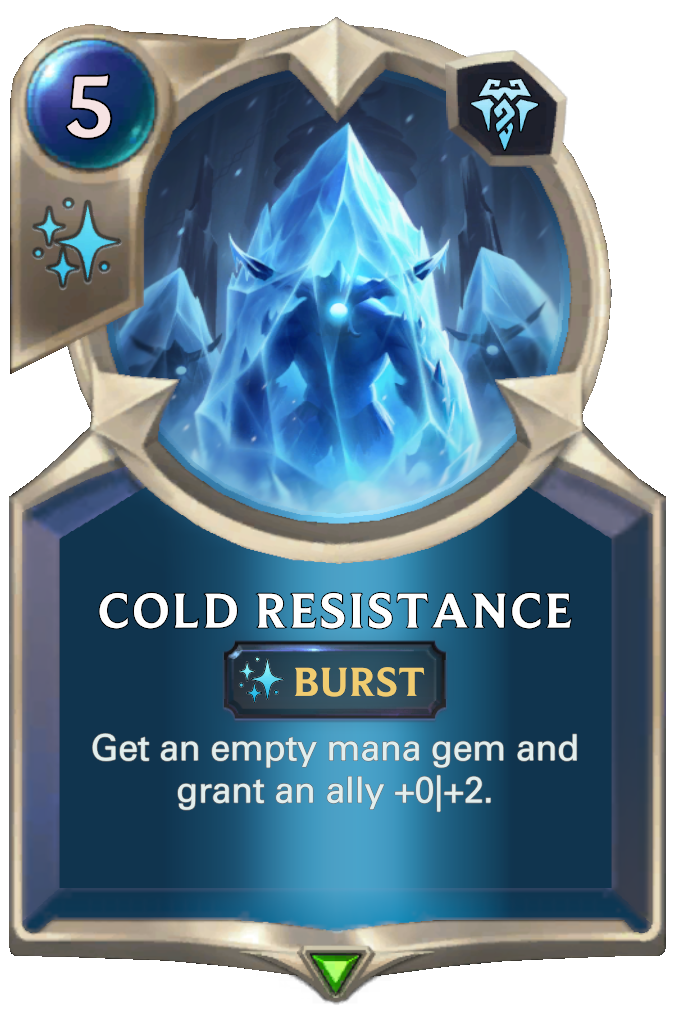 5
COLD RESISTANCE
BURST
Get an empty mana gem and
grant an ally +0|+2.